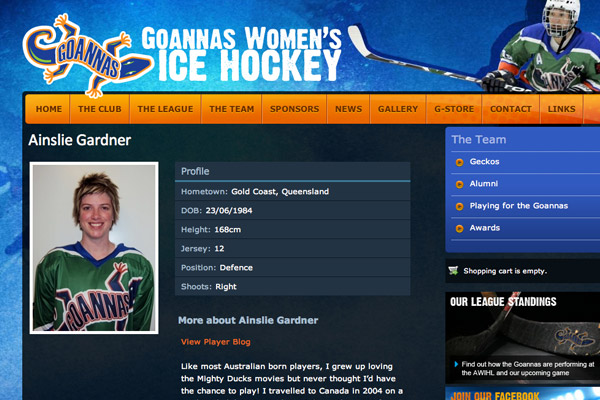 GOANNAS
GOANNAS WOMEN'S
ICE HOCKEY
A
HOME THE CLUB THE LEAGUE THE TEAM SPONSORS NEWS GALLERY G-STORE CONTACT LINKS
Ainslie Gardner
GOANNAS
Profile
Hometown: Gold Coast, Queensland
DOB: 23/06/1984
Height: 168cm
Jersey: 12
Position: Defence
Shoots: Right
More about Ainslie Gardner
View Player Blog
Like most Australian born players, I grew up loving
the Mighty Ducks movies but never thought I'd have
the chance to play! I travelled to Canada in 2004 on a
The Team
Geckos
Alumni
Playing for the Goannas
Awards
Shopping cart is empty.
OUR LEAGUE STANDINGS
Find out how the Goannas are performing at
AWIHL and our upcoming game
JOIN OUR FACEBOOK